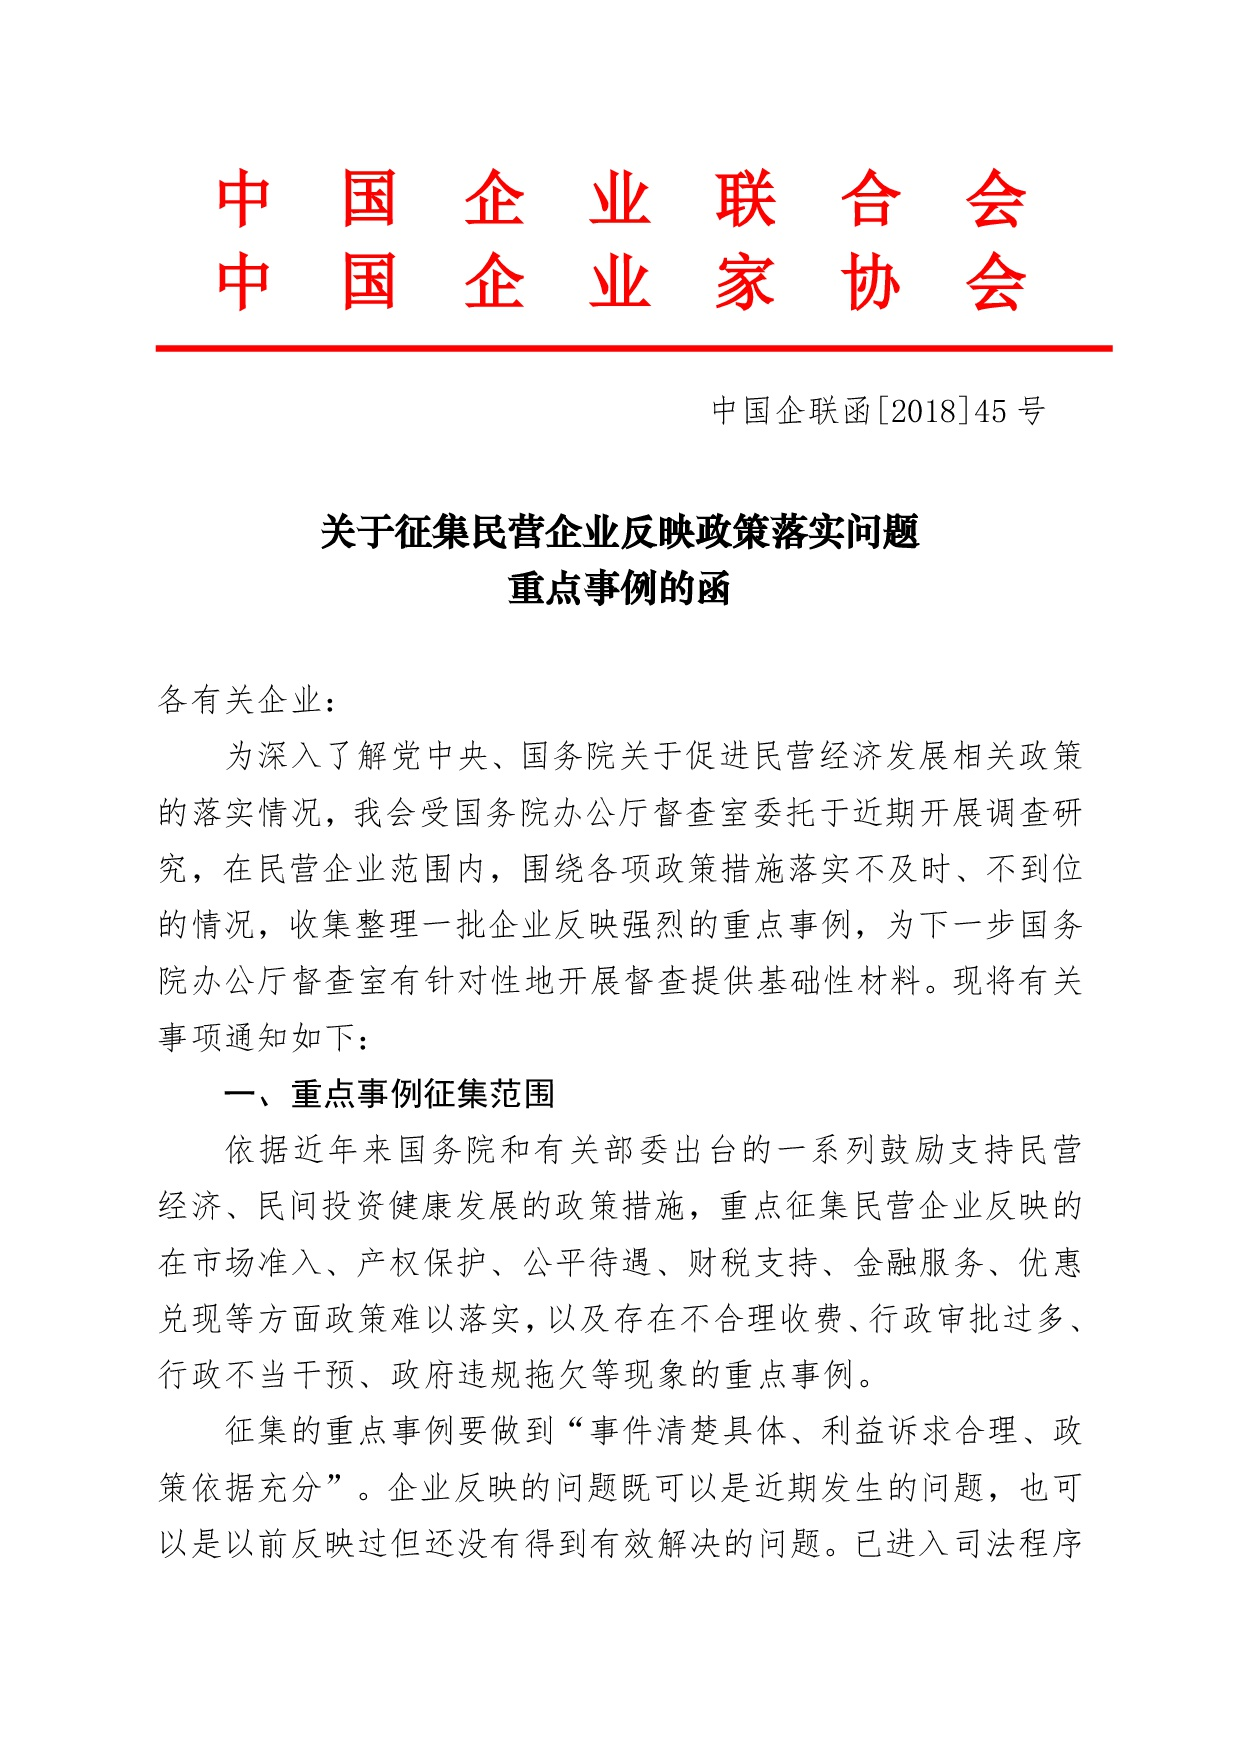 中国企业联合会
中国企业家协会
中国企联函[2018]45 号
关于征集民营企业反映政策落实问题
重点事例的函
各有关企业：
为深入了解党中央、国务院关于促进民营经济发展相关政策
的落实情况，我会受国务院办公厅督查室委托于近期开展调查研
究，在民营企业范围内，围绕各项政策措施落实不及时、不到位
的情况，收集整理一批企业反映强烈的重点事例，为下一步国务
院办公厅督查室有针对性地开展督查提供基础性材料。现将有关
事项通知如下：
一、重点事例征集范围
依据近年来国务院和有关部委出台的一系列鼓励支持民营
经济、民间投资健康发展的政策措施，重点征集民营企业反映的
在市场准入、产权保护、公平待遇、财税支持、金融服务、优惠
兑现等方面政策难以落实，以及存在不合理收费、行政审批过多、
行政不当干预、政府违规拖欠等现象的重点事例。
征集的重点事例要做到“事件清楚具体、利益诉求合理、政
策依据充分”。企业反映的问题既可以是近期发生的问题，也可
以是以前反映过但还没有得到有效解决的问题。已进入司法程序